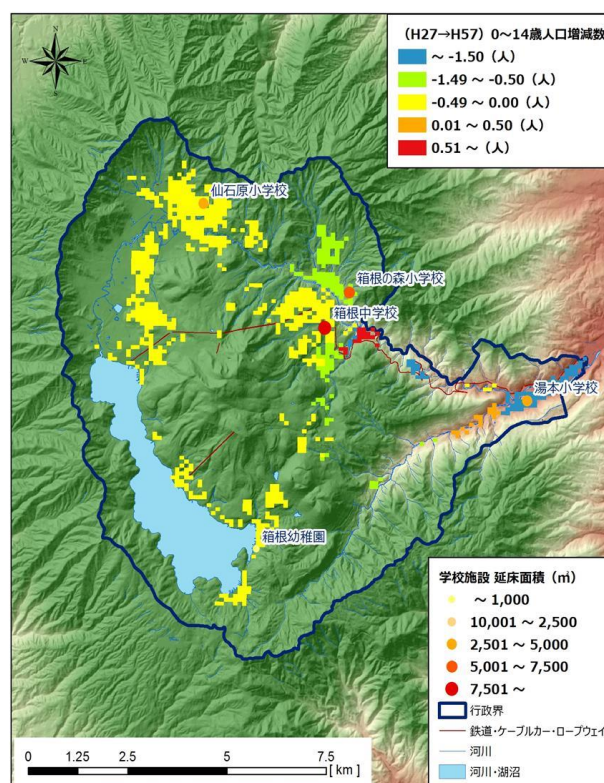 （H27→H57）0～14歳人口増減数
～ -1.50（人）
-1.49 ～ -0.50（人）
-0.49 ～ 0.00（人）
0.01 ～ 0.50（人）
0.51 ～（人）
N
W
E
S
仙石原小学校
箱根の森小学校
箱根中学校
湯本小学校
箱根幼稚園
学校施設 延床面積（㎡）
～ 1,000
10,001 ～ 2,500
2,501 ～ 5,000
5,001 ～ 7,500
7,501 ～
行政界
鉄道・ケーブルカー・ロープウェイ
河川
河川・湖沼
0 1.25 2.5 5 7.5
[ km ]